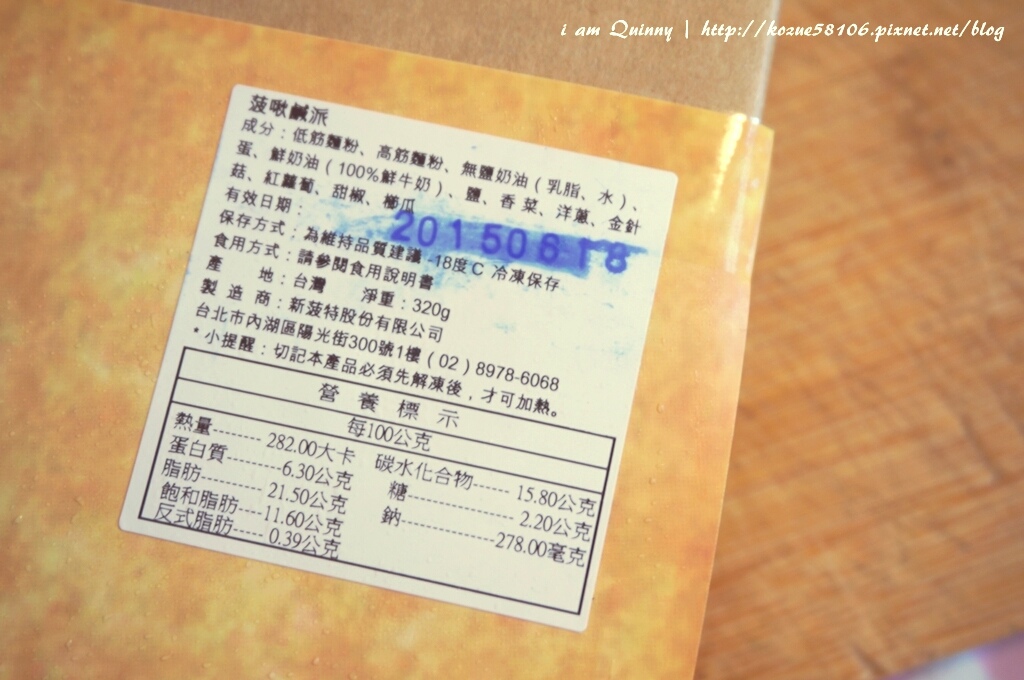 i am Quinny | http://kozue58106.pixnet.net/blog
菠啾鹹派
成分：低筋麵粉、高筋麵粉、無鹽奶油（乳脂、水）、
蛋、鮮奶油（100%鮮牛奶）、鹽、香菜、洋蔥、金針
菇、紅蘿蔔、甜椒、櫛瓜
有效日期： 20150618
保存方式：為維持品質建議 -18度C 冷凍保存
食用方式：請參閱食用說明書
產 地：台灣 淨重：320g
製 造 商：新菠特股份有限公司
台北市內湖區陽光街300號1樓（02）8978-6068
* 小提醒：切記本產品必須先解凍後，才可加熱。
營 養 標 示
每100公克
熱量-------- 282.00大卡
蛋白質--------6.30公克
脂肪--------- 21.50公克
飽和脂肪----11.60公克
反式脂肪----- 0.39公克
碳水化合物------ 15.80公克
糖----------------- 2.20公克
鈉-----------------278.00毫克